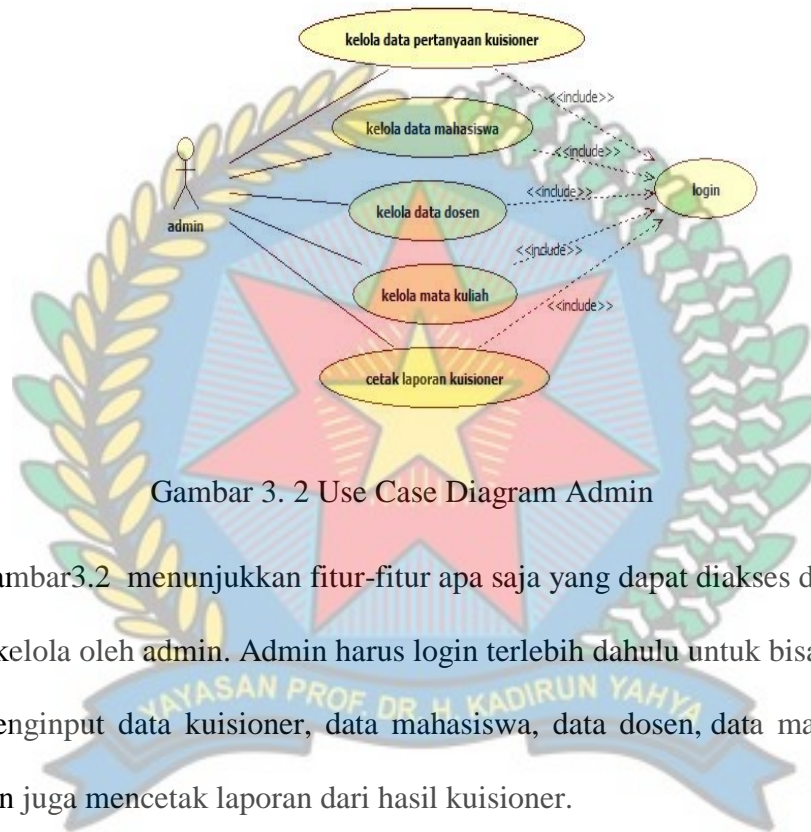 kelola data pertanyaan kuisioner
<<include>>
kelola data mahasiswa
<<include>>
login
<<include>>
kelola data dosen
admin
<<include>>
kelola mata kuliah
<<include>>
cetak laporan kuisioner
Gambar 3. 2 Use Case Diagram Admin
ambar3.2 menunjukkan fitur-fitur apa saja yang dapat diakses d
kelola oleh admin. Admin harus login terlebih dahulu untuk bisa
enginput data kuisioner, data mahasiswa, data dosen, data ma
n juga mencetak laporan dari hasil kuisioner.
YAYASAN PROF. DR. H. KADIRUN YAHYA